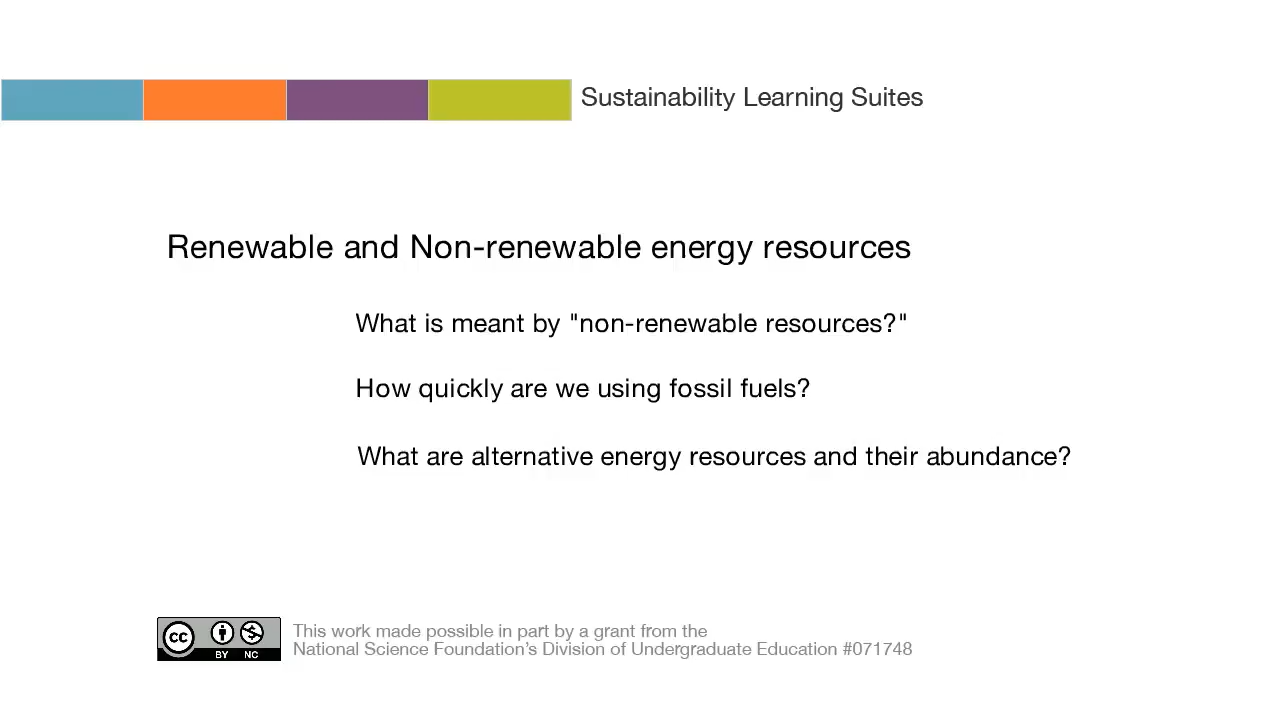 Sustainability Learning Suites
Renewable and Non-renewable energy resources
What is meant by "non-renewable resources?"
How quickly are we using fossil fuels?
What are alternative energy resources and their abundance?
cc
BY NC
This work made possible in part by a grant from the
National Science Foundation’s Division of Undergraduate Education #071748